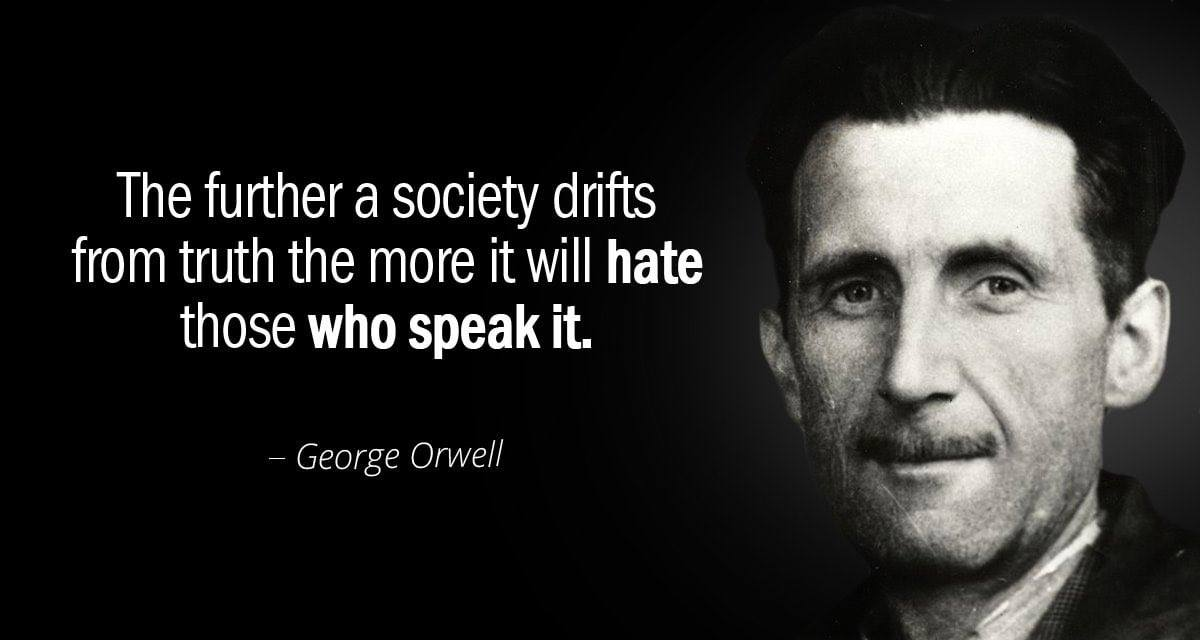 The further a society drifts
from truth the more it will hate
those who speak it.
– George Orwell